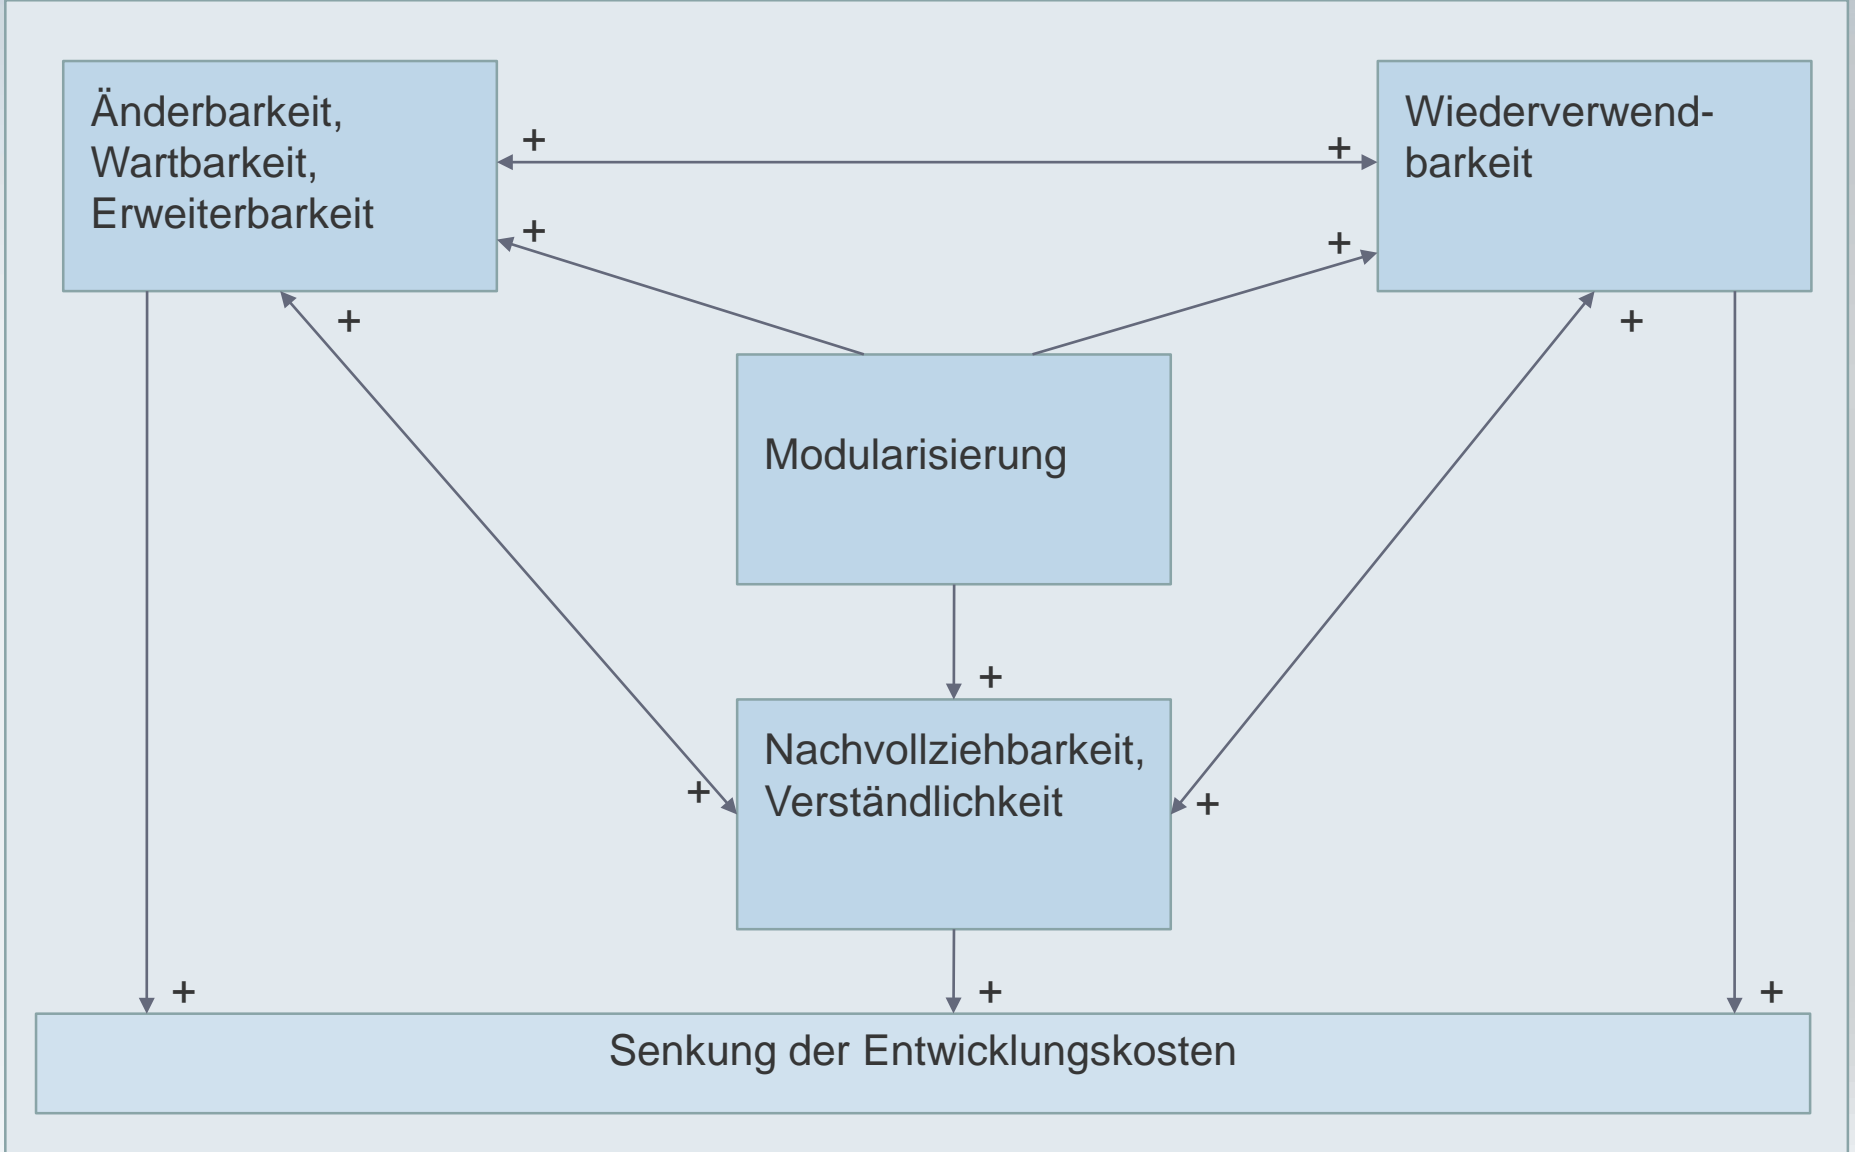 Änderbarkeit,
Wartbarkeit,
Erweiterbarkeit
Wiederverwend-
barkeit
+
+
+
+
+
+
Modularisierung
+
Nachvollziehbarkeit,
Verständlichkeit
+
+
+
+
+
Senkung der Entwicklungskosten